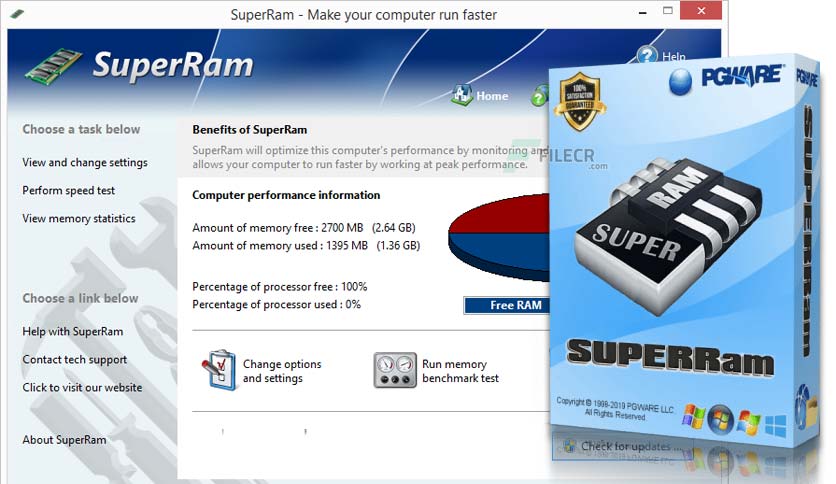 SuperRam - Make your computer run faster
SuperRam
Home
Help
Choose a task below
View and change settings
Perform speed test
View memory statistics
Choose a link below
Help with SuperRam
Contact tech support
Click to visit our website
About SuperRam
Benefits of SuperRam
SuperRam will optimize this computer's performance by monitoring and
allows your computer to run faster by working at peak performance.
Computer performance information
Amount of memory free : 2700 MB (2.64 GB)
Amount of memory used : 1395 MB (1.36 GB)
Percentage of processor free : 100%
Percentage of processor used : 0%
Free RAM
Change options
and settings
Run memory
benchmark test
FILECR
.com
100%
SATISFACTION
GUARANTEED
PGWARE
RAM
SUPER
SUPERRam
Copyright © 1998-2019 PGWARE LLC,
All Rights Reserved.
Check for updates ...
PGWARE
SUPERRam